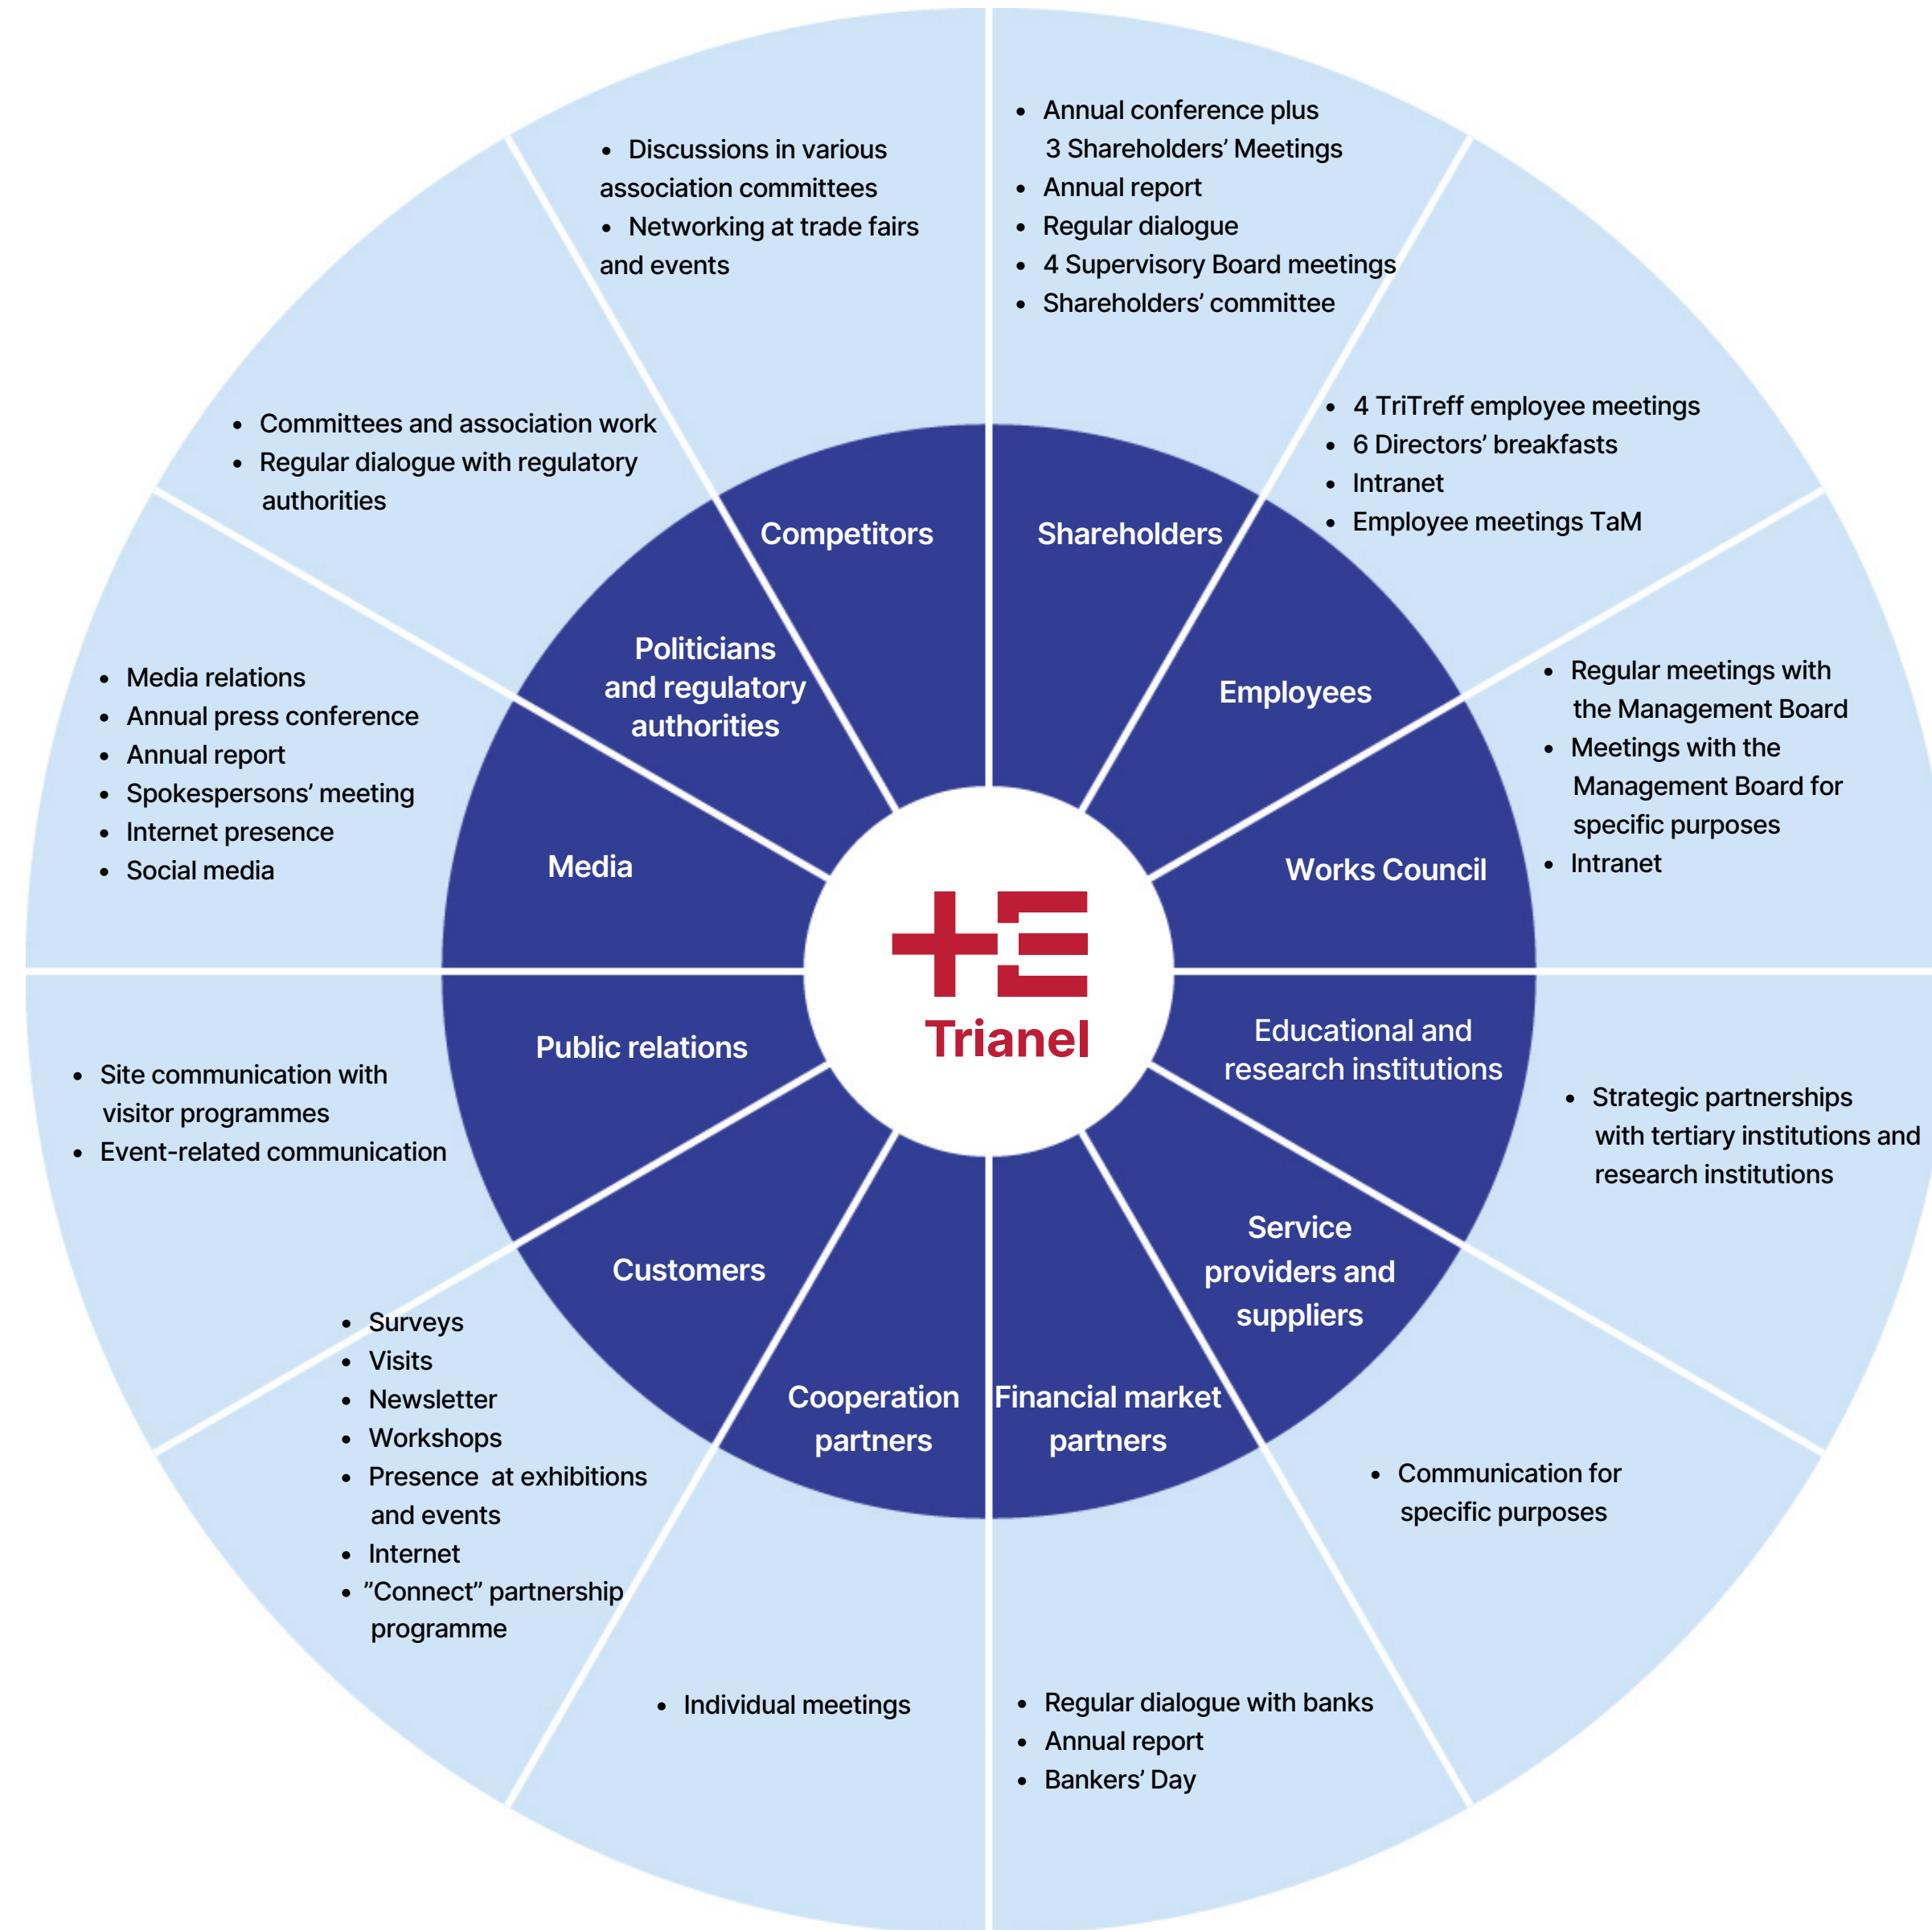 • Annual conference plus
3 Shareholders’ Meetings
• Annual report
• Regular dialogue
• 4 Supervisory Board meetings
• Shareholders’ committee
Shareholders
• 4 TriTreff employee meetings
• 6 Directors’ breakfasts
• Intranet
• Employee meetings TaM
Employees
• Regular meetings with
the Management Board
• Meetings with the
Management Board for
specific purposes
• Intranet
Works Council
Educational and
research institutions
• Strategic partnerships
with tertiary institutions and
research institutions
Service
providers and
suppliers
• Communication for
specific purposes
Financial market
partners
• Regular dialogue with banks
• Annual report
• Bankers’ Day
Cooperation
partners
• Individual meetings
Customers
• Surveys
• Visits
• Newsletter
• Workshops
• Presence at exhibitions
and events
• Internet
• ”Connect” partnership
programme
Public relations
• Site communication with
visitor programmes
• Event-related communication
Media
• Media relations
• Annual press conference
• Annual report
• Spokespersons’ meeting
• Internet presence
• Social media
Politicians
and regulatory
authorities
• Committees and association work
• Regular dialogue with regulatory
authorities
Competitors
• Discussions in various
association committees
• Networking at trade fairs
and events
Trianel